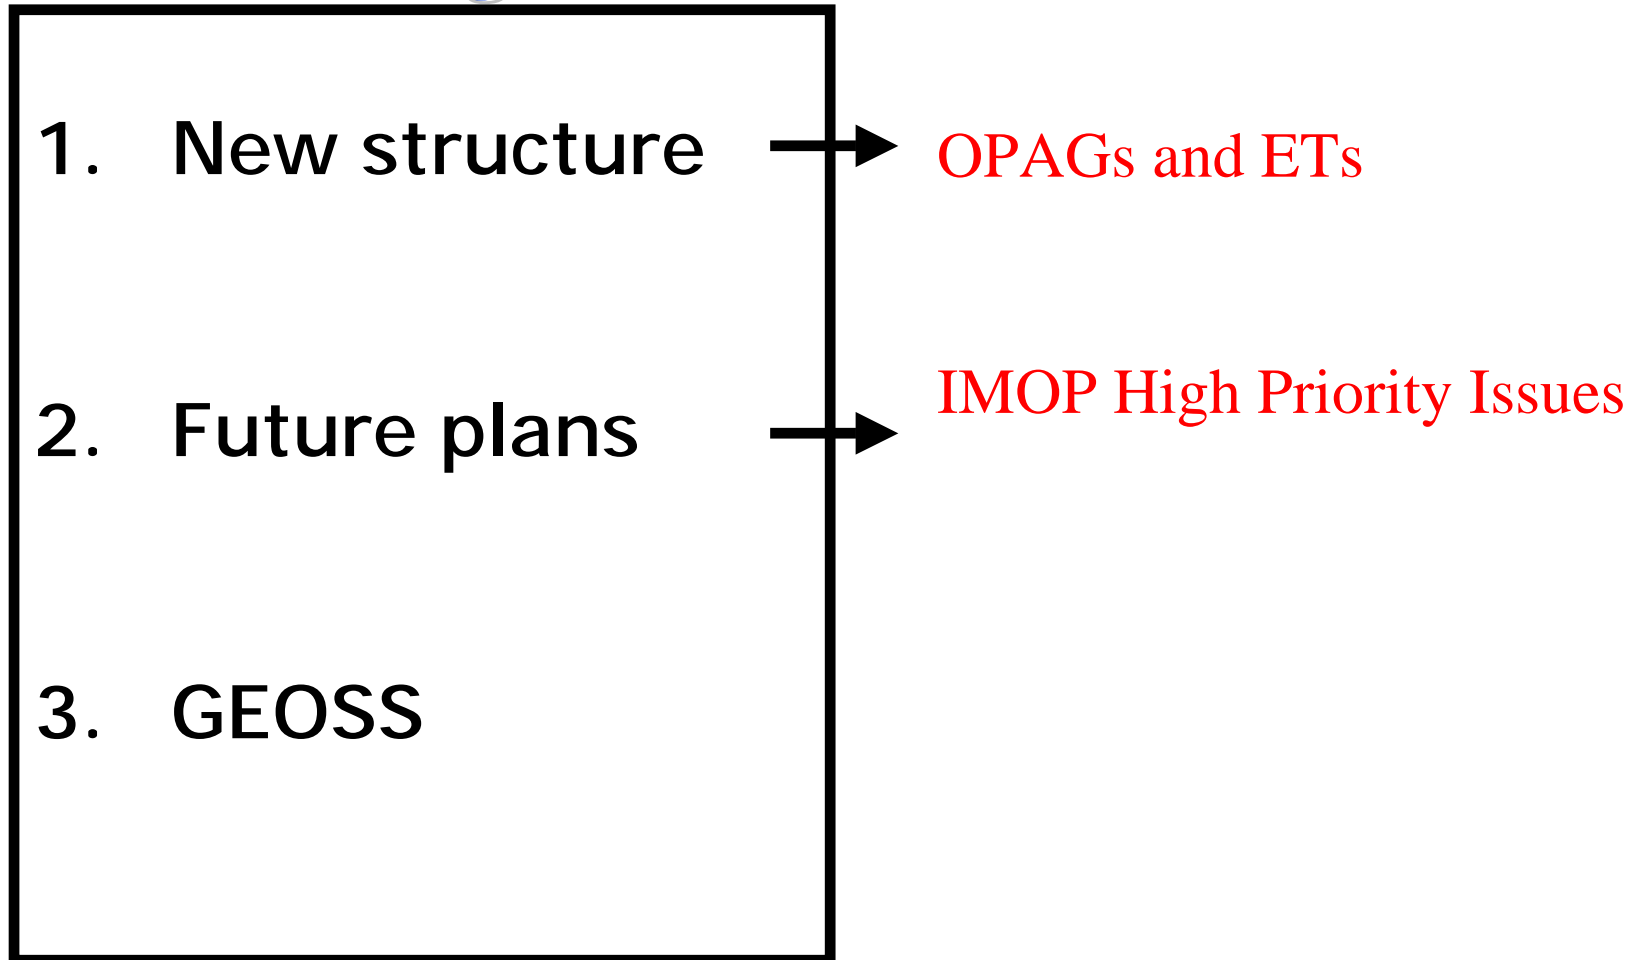 1. New structure
OPAGs and ETs
2. Future plans
IMOP High Priority Issues
3. GEOSS